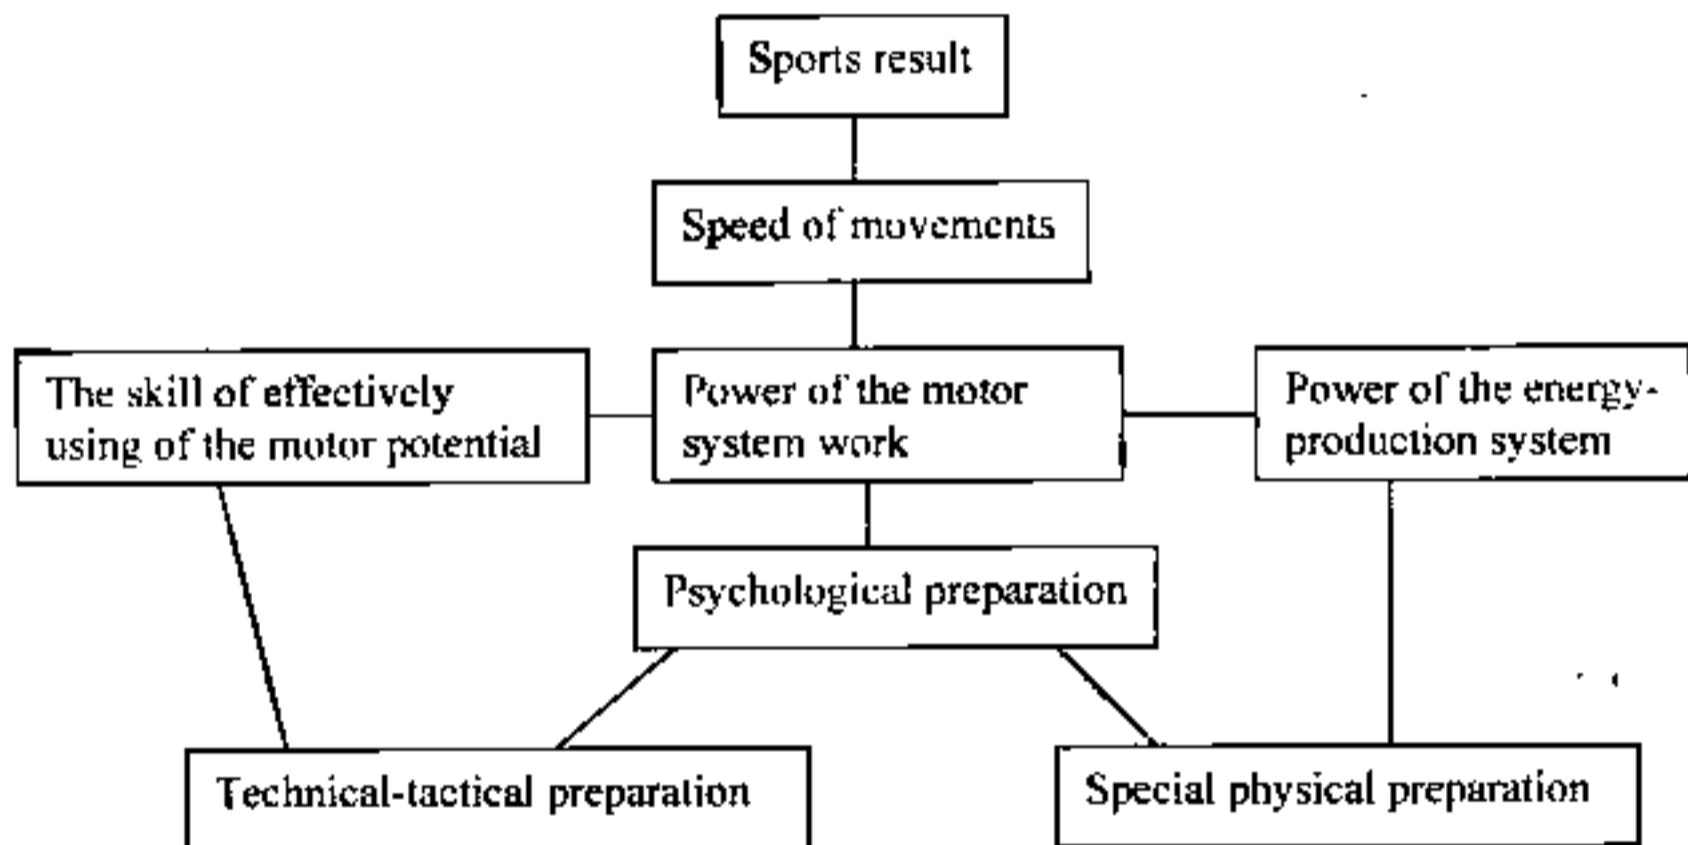 Sports result
Speed of movements
The skill of effectively
using of the motor potential
Power of the motor
system work
Power of the energy-
production system
Psychological preparation
Technical-tactical preparation
Special physical preparation